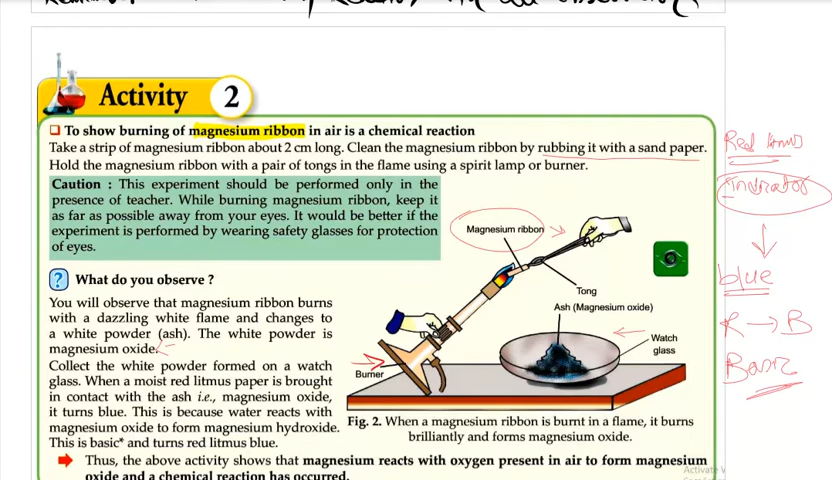 Activity 2
❑ To show burning of magnesium ribbon in air is a chemical reaction
Take a strip of magnesium ribbon about 2 cm long. Clean the magnesium ribbon by rubbing it with a sand paper.
Hold the magnesium ribbon with a pair of tongs in the flame using a spirit lamp or burner.
Caution : This experiment should be performed only in the
presence of teacher. While burning magnesium ribbon, keep it
as far as possible away from your eyes. It would be better if the
experiment is performed by wearing safety glasses for protection
of eyes.
? What do you observe ?
You will observe that magnesium ribbon burns
with a dazzling white flame and changes to
a white powder (ash). The white powder is
magnesium oxide.
Collect the white powder formed on a watch
glass. When a moist red litmus paper is brought
in contact with the ash i.e., magnesium oxide,
it turns blue. This is because water reacts with
magnesium oxide to form magnesium hydroxide.
This is basic* and turns red litmus blue.
Magnesium ribbon
Tong
Ash (Magnesium oxide)
Watch
glass
Burner
Fig. 2. When a magnesium ribbon is burnt in a flame, it burns
brilliantly and forms magnesium oxide.
Thus, the above activity shows that magnesium reacts with oxygen present in air to form magnesium
oxide and a chemical reaction has occurred.
Red
indicator
blue
R → B
Basic
Activate